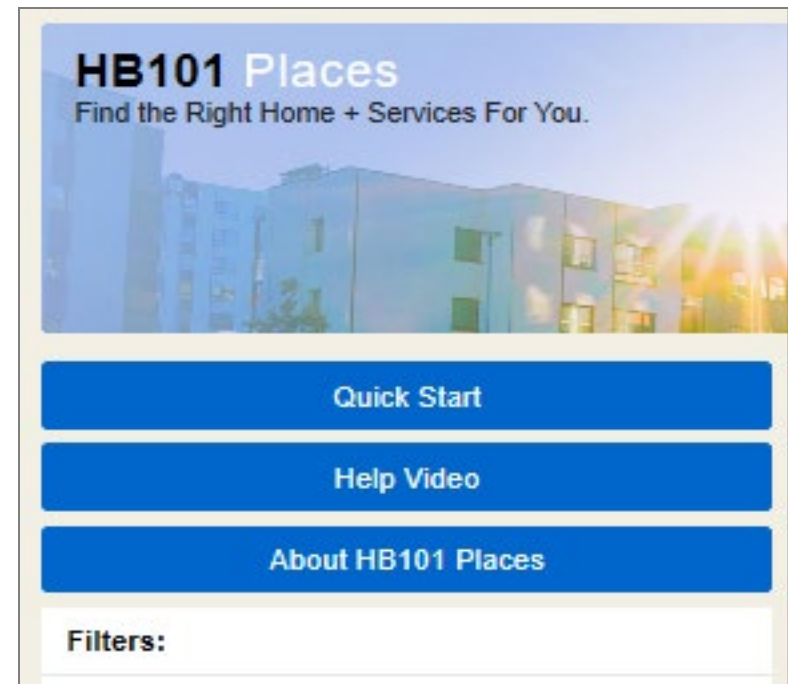 HB101 Places
Find the Right Home + Services For You.
Quick Start
Help Video
About HB101 Places
Filters: